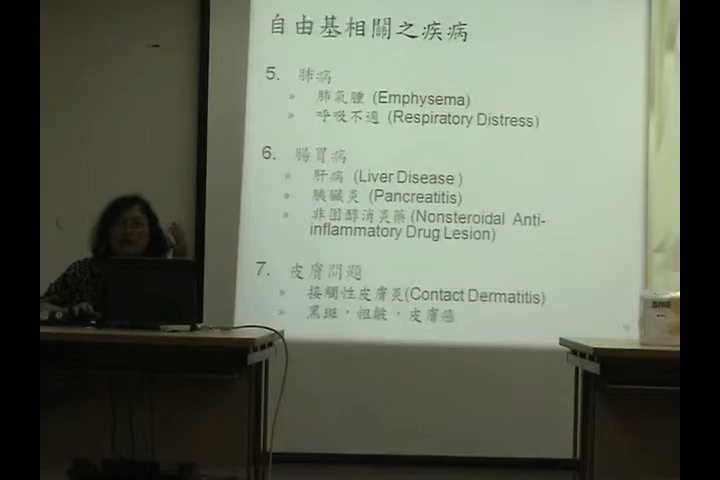 自由基相關之疾病
5. 肺病
» 肺氣腫 (Emphysema)
» 呼吸不適 (Respiratory Distress)
6. 腸胃病
» 肝病 (Liver Disease )
» 胰臟炎 (Pancreatitis)
» 非固醇消炎藥 (Nonsteroidal Anti-
inflammatory Drug Lesion)
7. 皮膚問題
» 接觸性皮膚炎(Contact Dermatitis)
» 黑斑，粗皺，皮膚癌